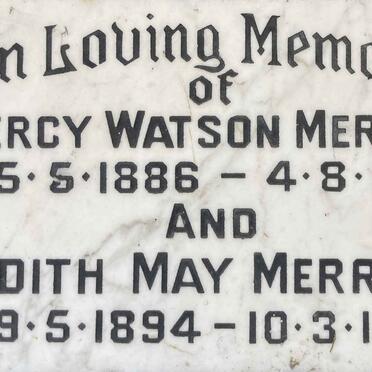 n Loving Memo
of
ERCY WATSON MER
5·5·1886 – 4·8·
AND
DITH MAY MERR
9·5·1894 – 10·3·1